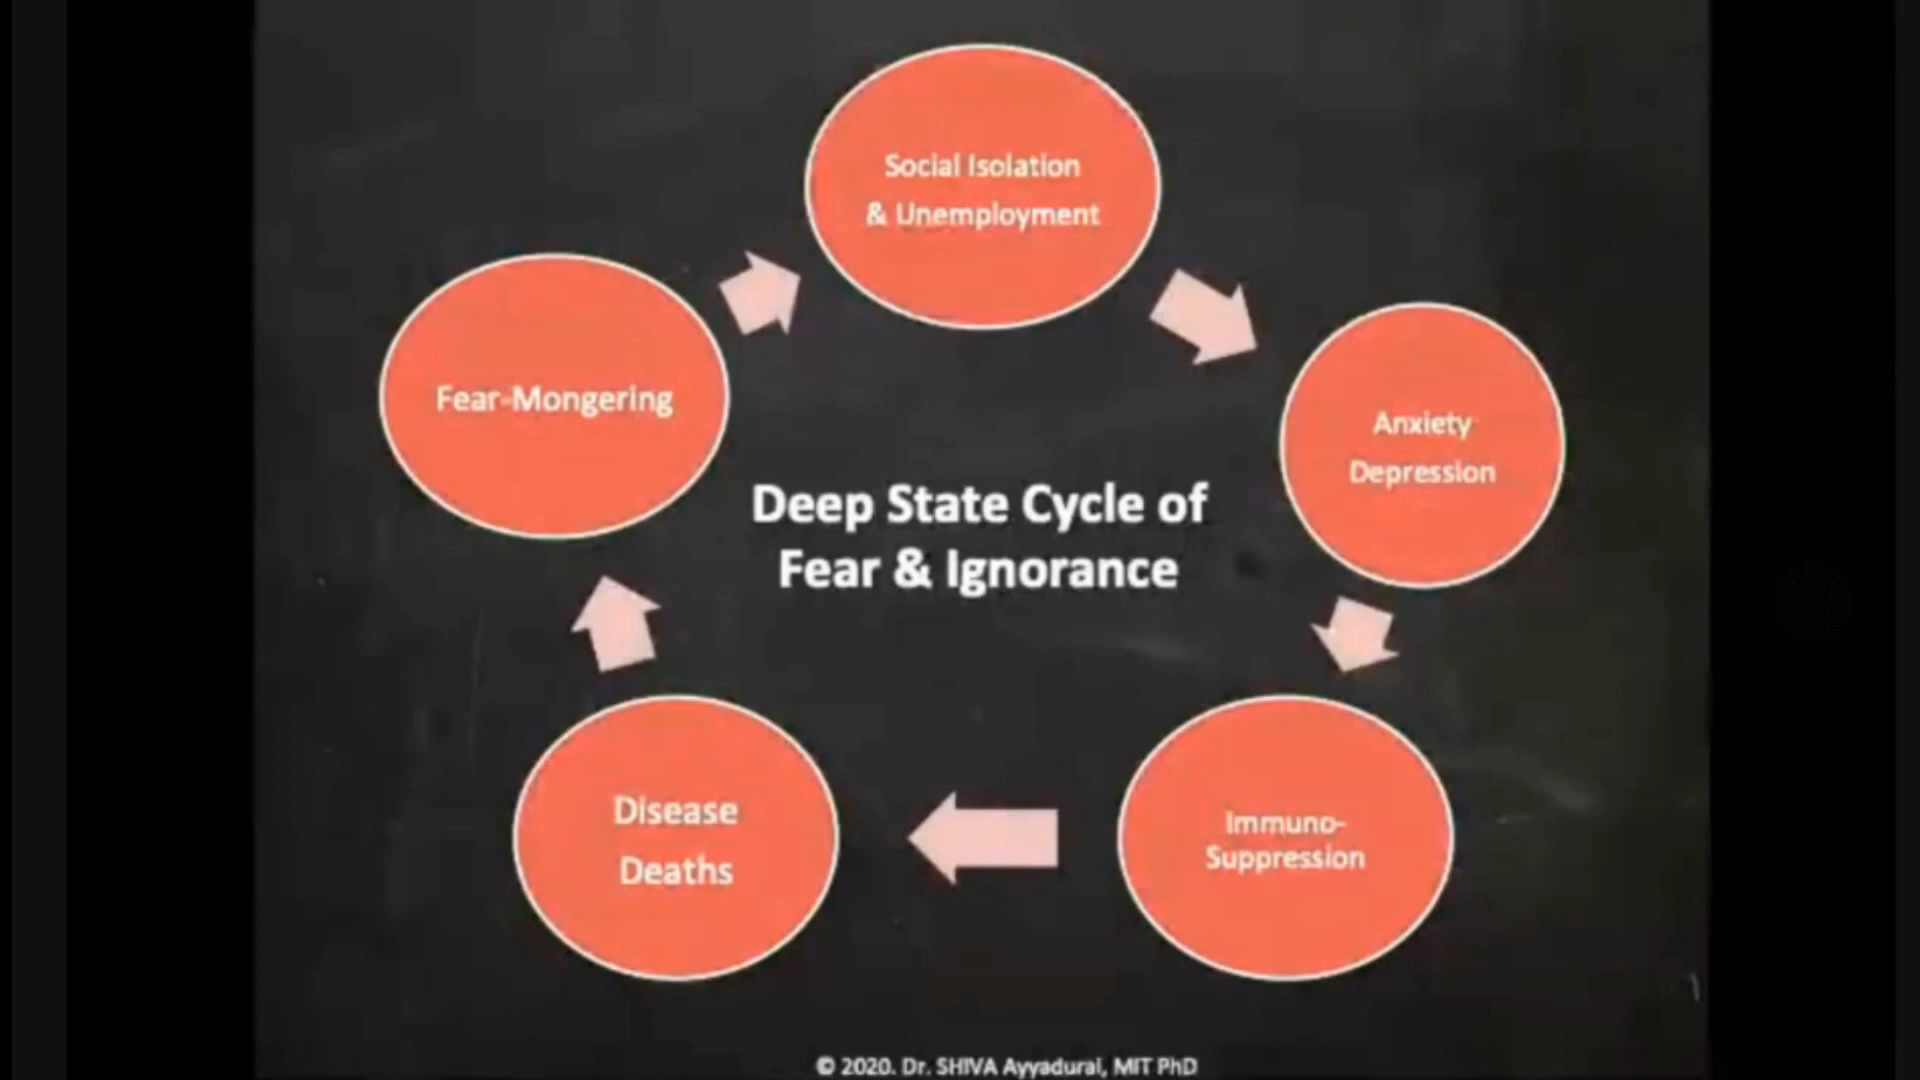 Social Isolation
& Unemployment
Fear-Mongering
Anxiety
Depression
Deep State Cycle of
Fear & Ignorance
Disease
Deaths
Immuno-
Suppression
© 2020. Dr. SHIVA Ayyadurai, MIT PhD